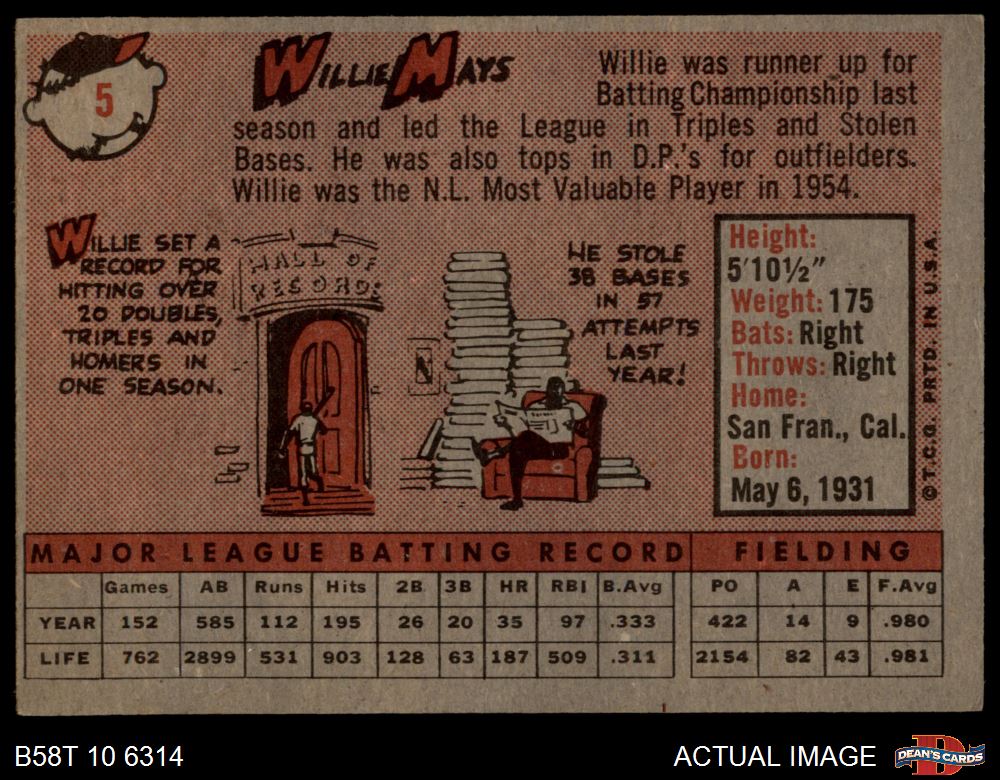 5
WILLIE MAYS
Willie was runner up for
Batting Championship last
season and led the League in Triples and Stolen
Bases. He was also tops in D.P.'s for outfielders.
Willie was the N.L. Most Valuable Player in 1954.
WILLIE SET A
RECORD FOR
HITTING OVER
20 DOUBLES,
TRIPLES AND
HOMERS IN
ONE SEASON.
HALL OF
RECORDS
HE STOLE
38 BASES
IN 57
ATTEMPTS
LAST
YEAR!
Height:
5'10½"
Weight: 175
Bats: Right
Throws: Right
Home:
San Fran., Cal.
Born:
May 6, 1931
© T.C.G. PRTD. IN U.S.A.
MAJOR LEAGUE BATTING RECORD FIELDING
Games AB Runs Hits 2B 3B HR RBI B.Avg PO A E F.Avg
YEAR 152 585 112 195 26 20 35 97 .333 422 14 9 .980
LIFE 762 2899 531 903 128 63 187 509 .311 2154 82 43 .981
B58T 10 6314
ACTUAL IMAGE
D
DEAN'S CARDS